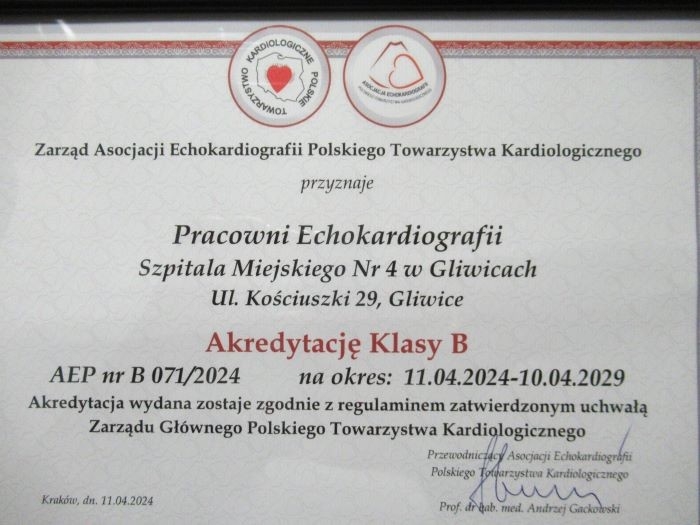 POLSKIE TOWARZYSTWO KARDIOLOGICZNE
ASOCJACJA ECHOKARDIOGRAFII
POLSKIEGO TOWARZYSTWA KARDIOLOGICZNEGO
Zarząd Asocjacji Echokardiografii Polskiego Towarzystwa Kardiologicznego
przyznaje
Pracowni Echokardiografii
Szpitala Miejskiego Nr 4 w Gliwicach
Ul. Kościuszki 29, Gliwice
Akredytację Klasy B
AEP nr B 071/2024 na okres: 11.04.2024-10.04.2029
Akredytacja wydana zostaje zgodnie z regulaminem zatwierdzonym uchwałą
Zarządu Głównego Polskiego Towarzystwa Kardiologicznego
Przewodniczący Asocjacji Echokardiografii
Polskiego Towarzystwa Kardiologicznego
Kraków, dn. 11.04.2024
Prof. dr hab. med. Andrzej Gackowski